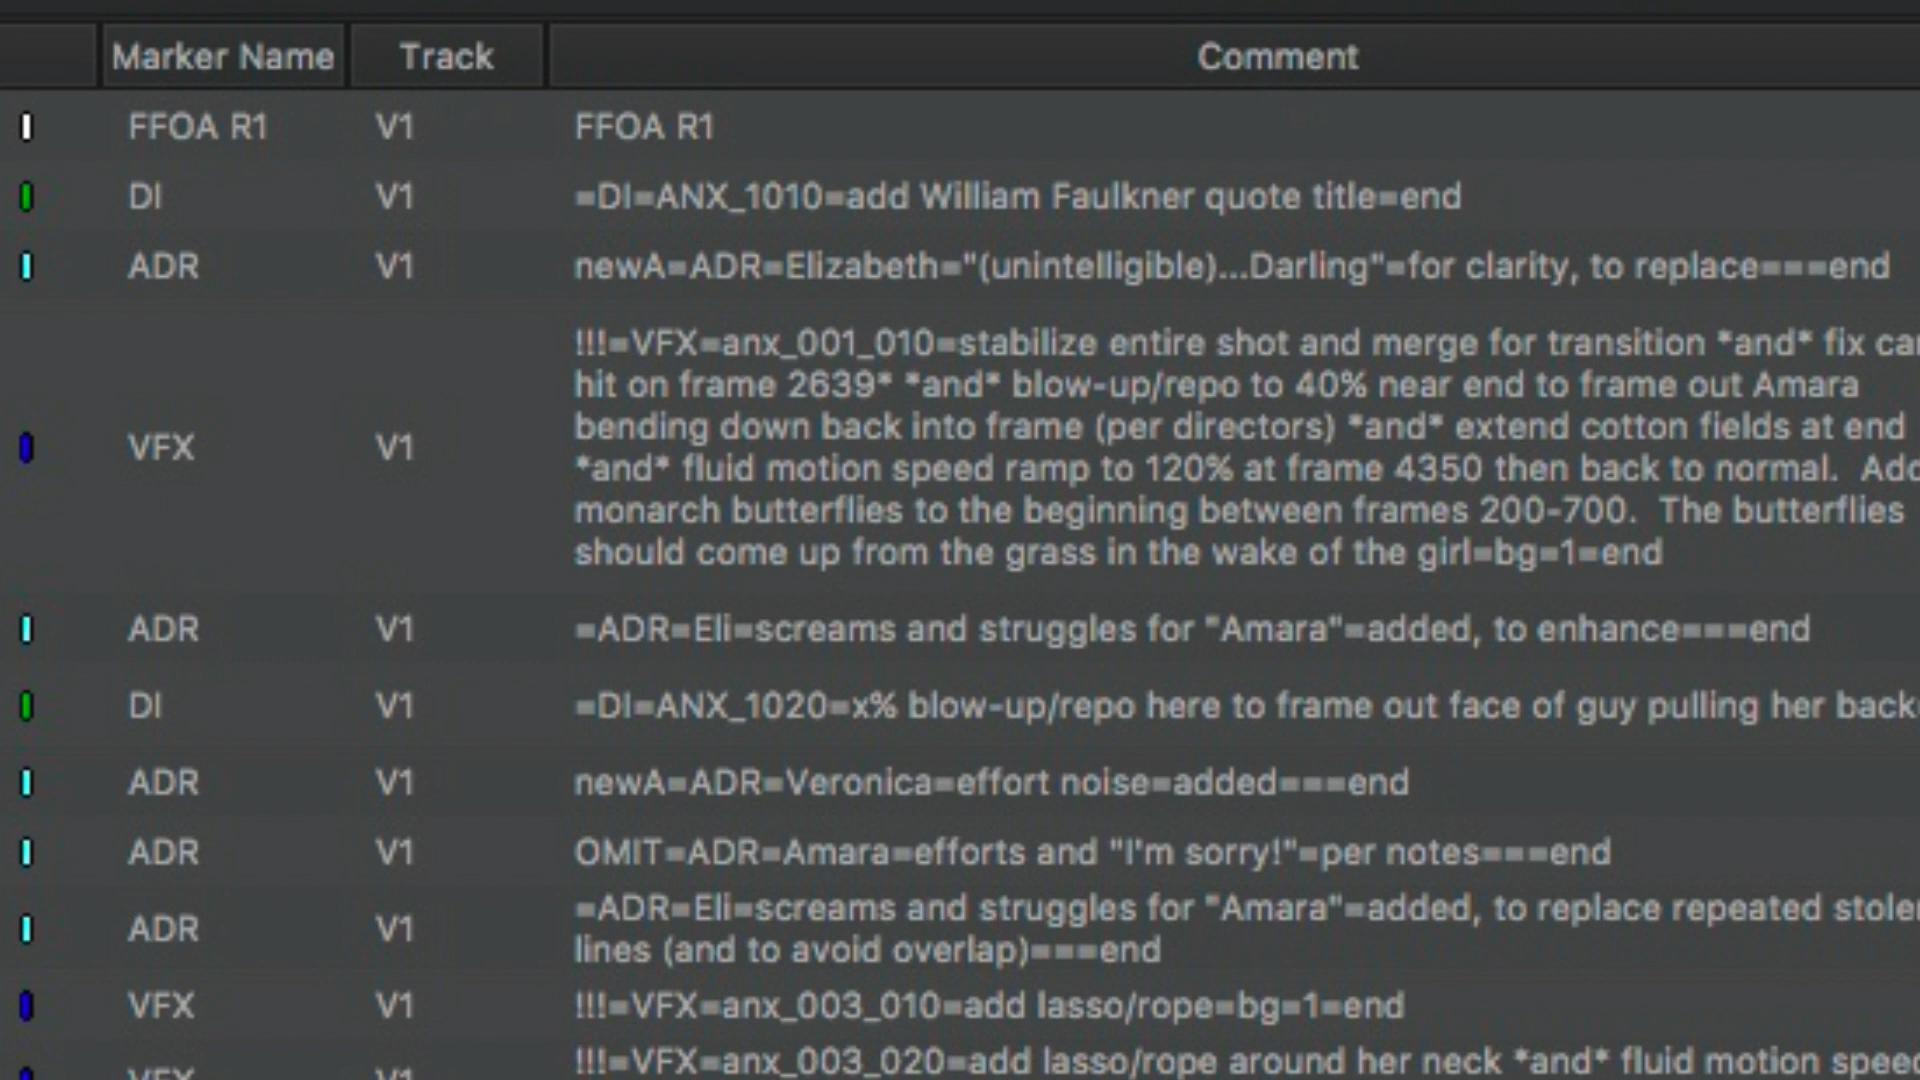 Marker Name Track Comment
FFOA R1 V1 FFOA R1
DI V1 =DI=ANX_1010=add William Faulkner quote title=end
ADR V1 newA=ADR=Elizabeth="(unintelligible)...Darling"=for clarity, to replace===end
VFX V1
!!!=VFX=anx_001_010=stabilize entire shot and merge for transition *and* fix
hit on frame 2639* *and* blow-up/repo to 40% near end to frame out Amara
bending down back into frame (per directors) *and* extend cotton fields at end
*and* fluid motion speed ramp to 120% at frame 4350 then back to normal.  Add
monarch butterflies to the beginning between frames 200-700.  The butterflies
should come up from the grass in the wake of the girl=bg=1=end
ADR V1 =ADR=Eli=screams and struggles for "Amara"=added, to enhance===end
DI V1 =DI=ANX_1020=x% blow-up/repo here to frame out face of guy pulling her back
ADR V1 newA=ADR=Veronica=effort noise=added===end
ADR V1 OMIT=ADR=Amara=efforts and "I'm sorry!"=per notes===end
ADR V1
=ADR=Eli=screams and struggles for "Amara"=added, to replace repeated stolen
lines (and to avoid overlap)===end
VFX V1 !!!=VFX=anx_003_010=add lasso/rope=bg=1=end
VFX V1 !!!=VFX=anx_003_020=add lasso/rope around her neck *and* fluid motion speed